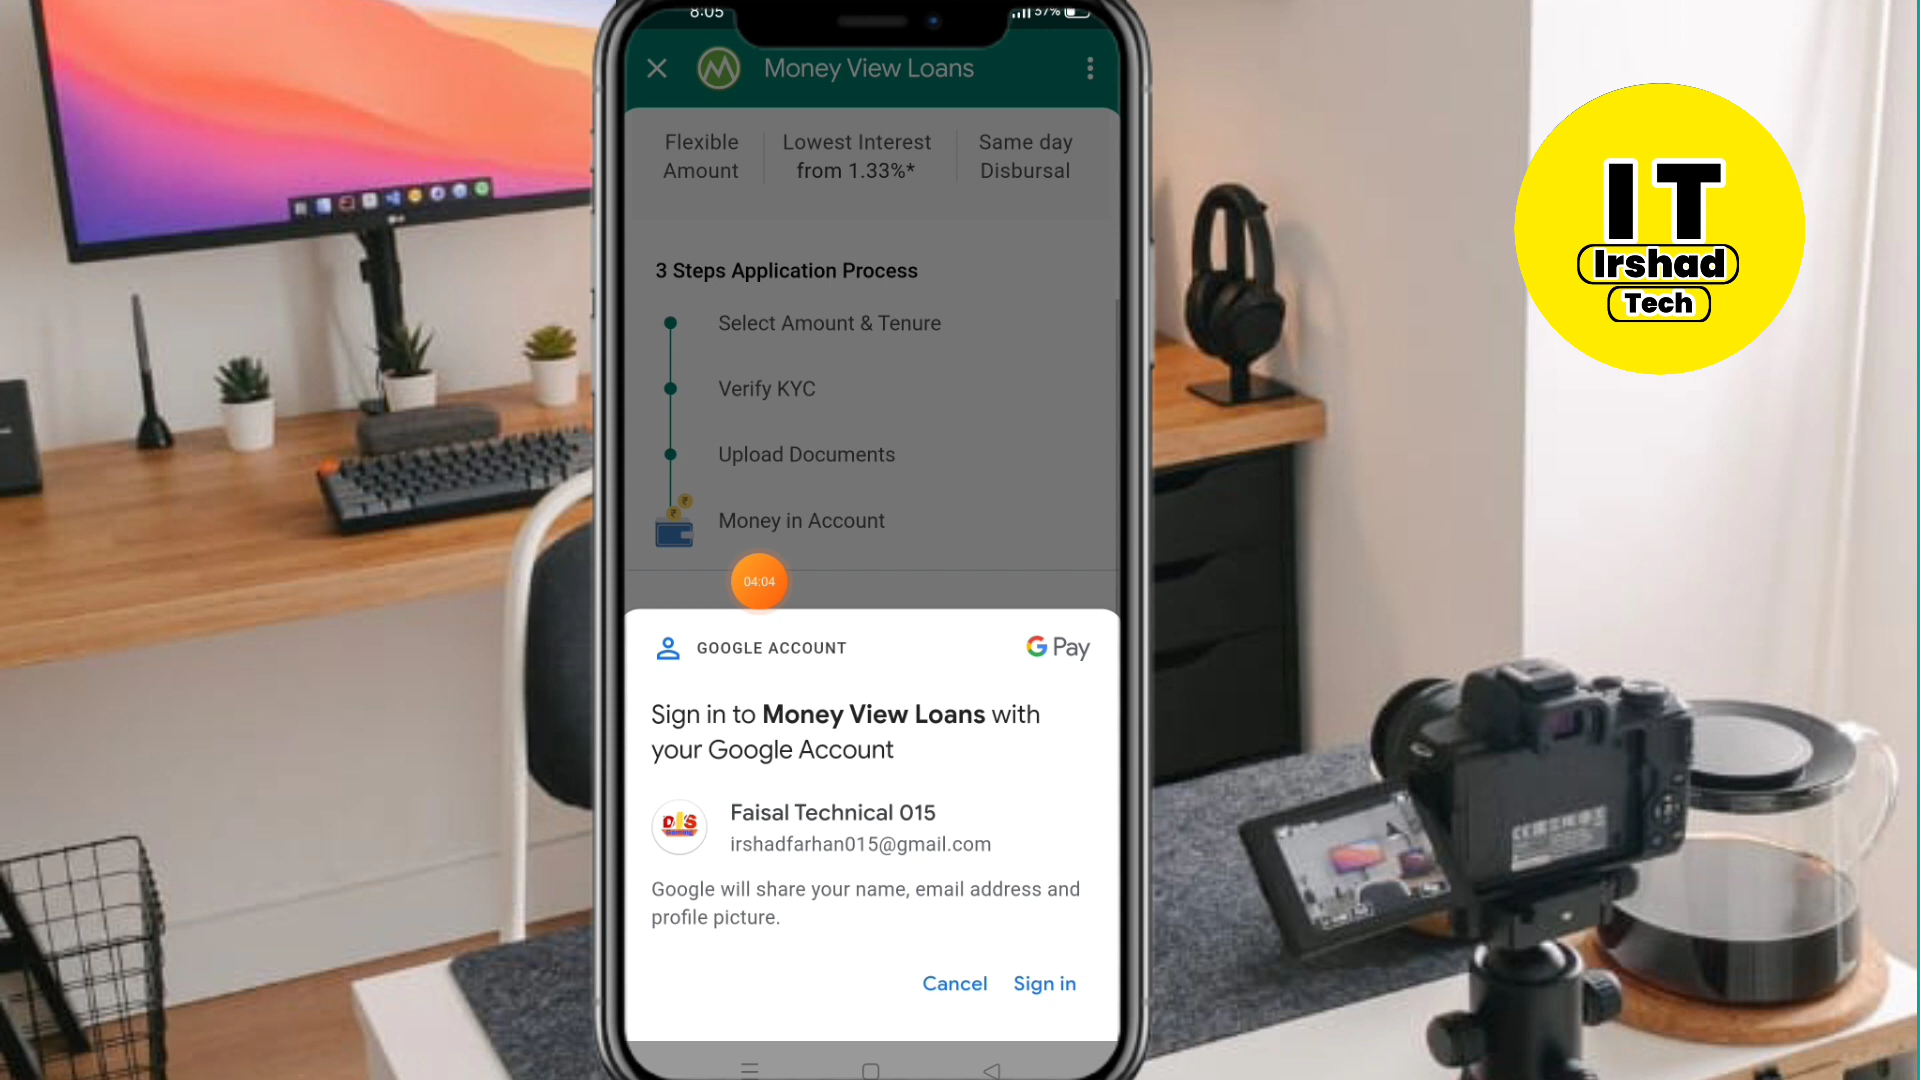 8:05
37%
Money View Loans
Flexible Amount
Lowest Interest from 1.33%*
Same day Disbursal
3 Steps Application Process
Select Amount & Tenure
Verify KYC
Upload Documents
Money in Account
04:04
GOOGLE ACCOUNT
G Pay
Sign in to Money View Loans with
your Google Account
Faisal Technical 015
irshadfarhan015@gmail.com
Google will share your name, email address and
profile picture.
Cancel
Sign in
IT
Irshad
Tech